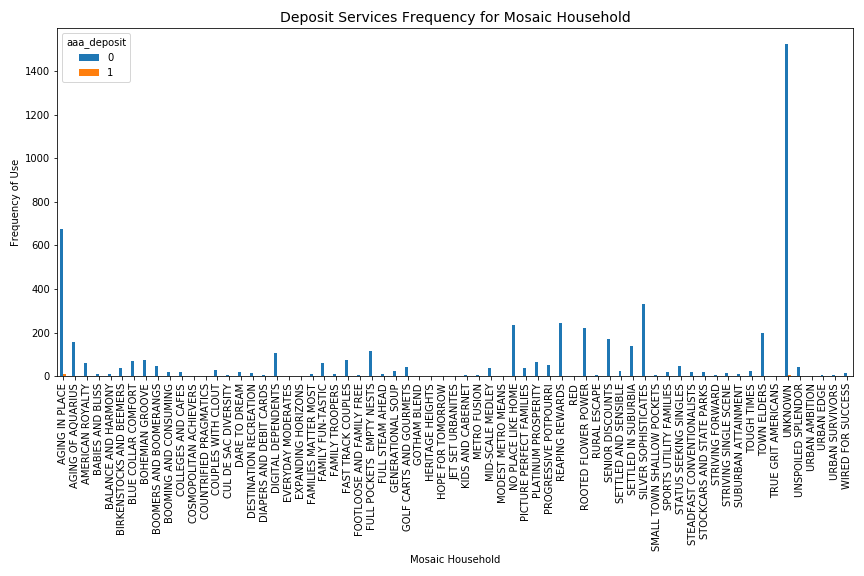 Deposit Services Frequency for Mosaic Household
aaa_deposit
0
1
Frequency of Use
1400
1200
1000
800
600
400
200
0
AGING IN PLACE
AGING OF AQUARIUS
AMERICAN ROYALTY
BABIES AND BLISS
BALANCE AND HARMONY
BIRKENSTOCKS AND BEEMERS
BLUE COLLAR COMFORT
BOHEMIAN GROOVE
BOOMERS AND BOOMERANGS
BOOMING AND CONSUMING
COLLEGES AND CAFES
COSMOPOLITAN ACHIEVERS
COUNTRIFIED PRAGMATICS
COUPLES WITH CLOUT
CUL DE SAC DIVERSITY
DARE TO DREAM
DESTINATION RECREATION
DIAPERS AND DEBIT CARDS
DIGITAL DEPENDENTS
EVERYDAY MODERATES
EXPANDING HORIZONS
FAMILIES MATTER MOST
FAMILY FUN-TASTIC
FAMILY TROOPERS
FAST TRACK COUPLES
FOOTLOOSE AND FAMILY FREE
FULL POCKETS  EMPTY NESTS
FULL STEAM AHEAD
GENERATIONAL SOUP
GOLF CARTS AND GOURMETS
GOTHAM BLEND
HERITAGE HEIGHTS
HOPE FOR TOMORROW
JET SET URBANITES
KIDS AND CABERNET
METRO FUSION
MID-SCALE MEDLEY
MODEST METRO MEANS
NO PLACE LIKE HOME
PICTURE PERFECT FAMILIES
PLATINUM PROSPERITY
PROGRESSIVE POTPOURRI
REAPING REWARDS
RED
ROOTED FLOWER POWER
RURAL ESCAPE
SENIOR DISCOUNTS
SETTLED AND SENSIBLE
SETTLED IN SUBURBIA
SILVER SOPHISTICATES
SMALL TOWN SHALLOW POCKETS
SPORTS UTILITY FAMILIES
STATUS SEEKING SINGLES
STEADFAST CONVENTIONALISTS
STOCKCARS AND STATE PARKS
STRIVING FORWARD
STRIVING SINGLE SCENE
SUBURBAN ATTAINMENT
TOUGH TIMES
TOWN ELDERS
TRUE GRIT AMERICANS
UNKNOWN
UNSPOILED SPLENDOR
URBAN AMBITION
URBAN EDGE
URBAN SURVIVORS
WIRED FOR SUCCESS
Mosaic Household